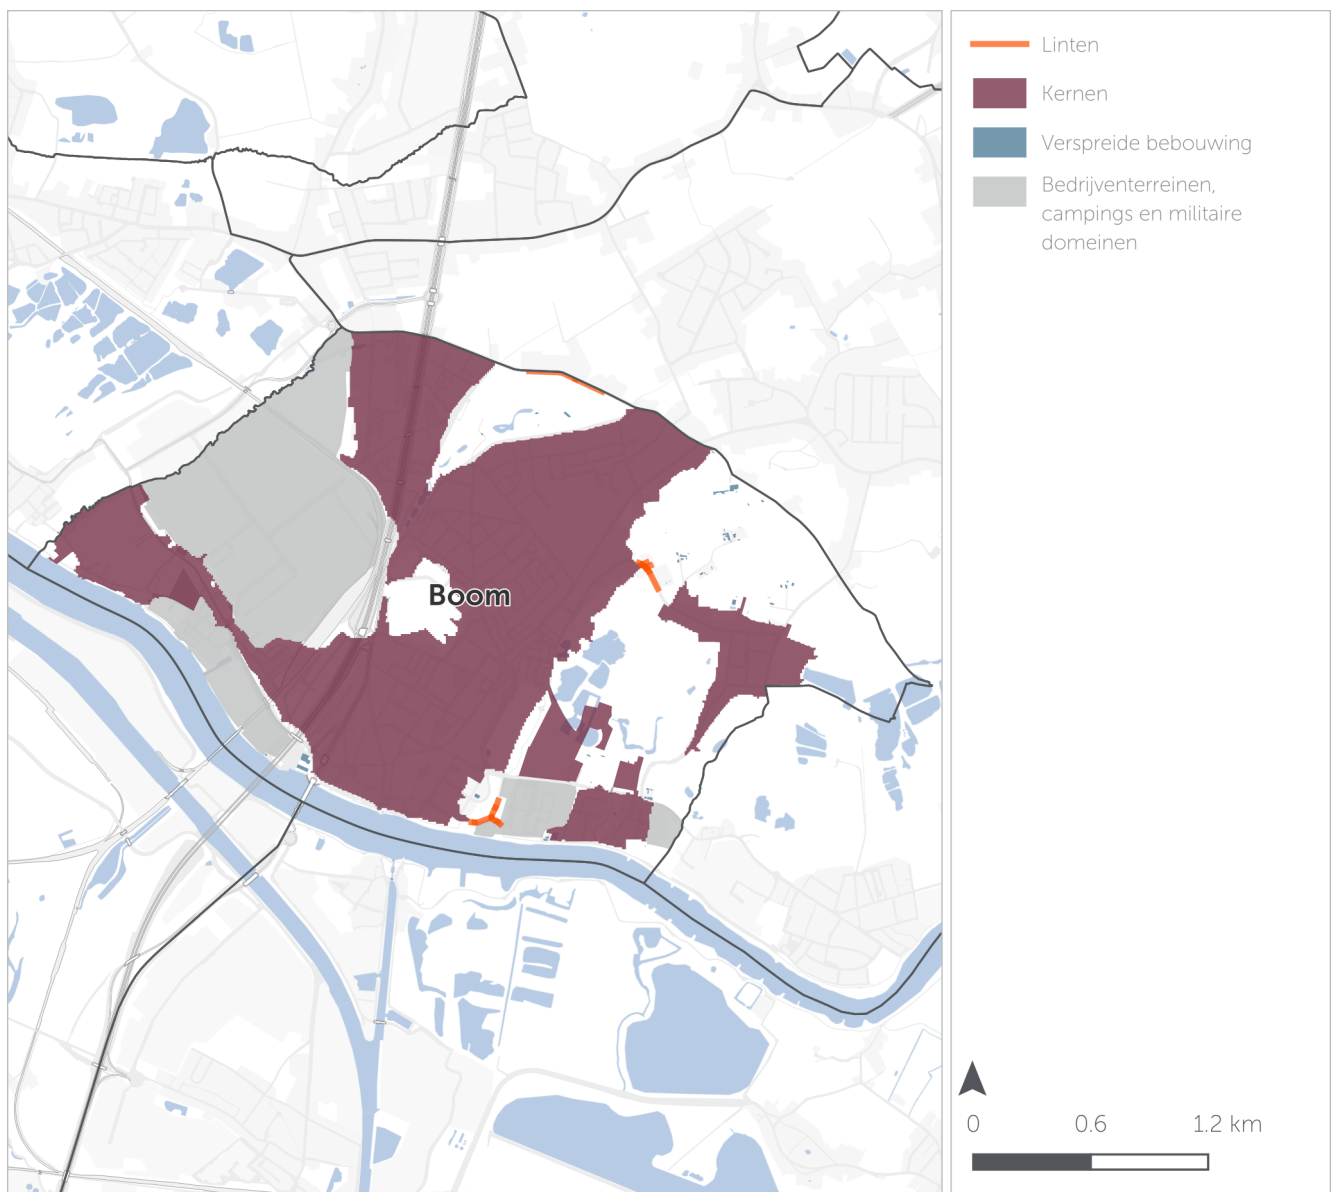 Linten
Kernen
Verspreide bebouwing
Bedrijventerreinen,
campings en militaire
domeinen
Boom
0 0.6 1.2 km